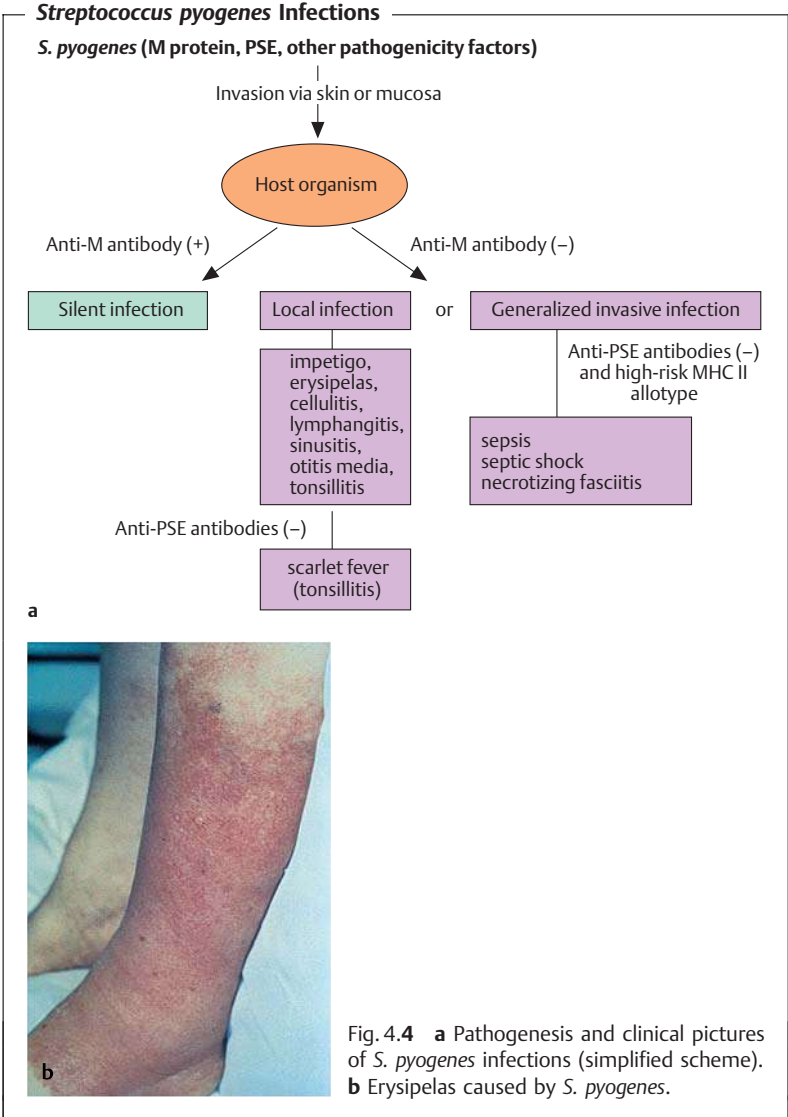 Streptococcus pyogenes Infections
S. pyogenes (M protein, PSE, other pathogenicity factors)
Invasion via skin or mucosa
Host organism
Anti-M antibody (+)
Anti-M antibody (–)
Silent infection
Local infection
or
Generalized invasive infection
impetigo,
erysipelas,
cellulitis,
lymphangitis,
sinusitis,
otitis media,
tonsillitis
Anti-PSE antibodies (–)
and high-risk MHC II
allotype
sepsis
septic shock
necrotizing fasciitis
Anti-PSE antibodies (–)
scarlet fever
(tonsillitis)
a
b
Fig. 4.4 a Pathogenesis and clinical pictures
of S. pyogenes infections (simplified scheme).
b Erysipelas caused by S. pyogenes.